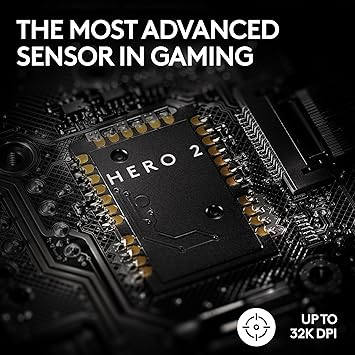 THE MOST ADVANCED
SENSOR IN GAMING
HERO 2
UP TO
32K DPI